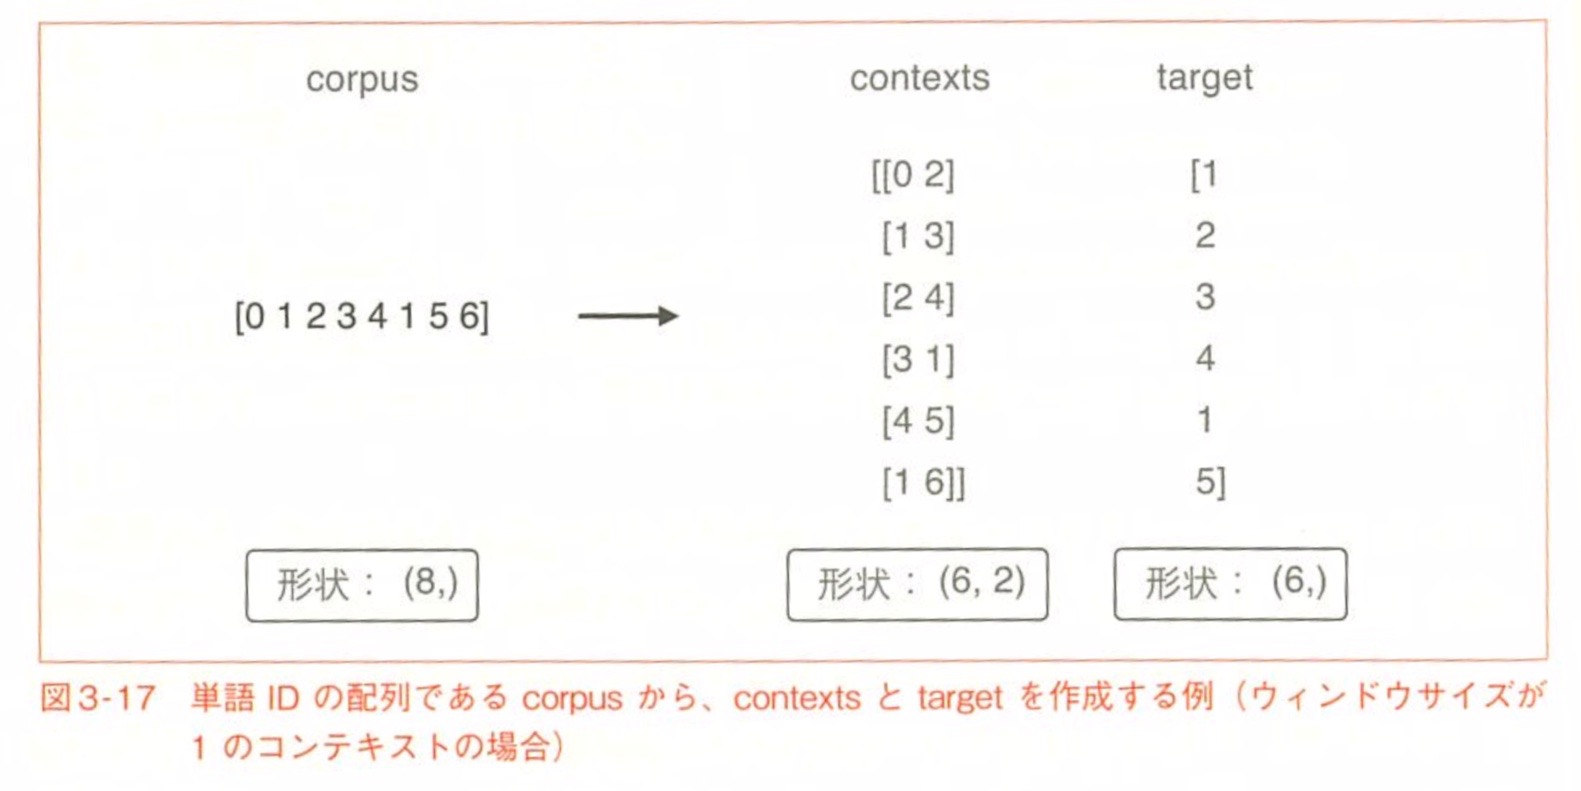 corpus contexts target
[[0 2] [1
[1 3] 2
[2 4] 3
[0 1 2 3 4 1 5 6]
[3 1] 4
[4 5] 1
[1 6]] 5]
形状： (8,) 形状： (6, 2) 形状： (6,)
図3-17 単語 ID の配列である corpus から、contexts と target を作成する例（ウィンドウサイズが
1 のコンテキストの場合）